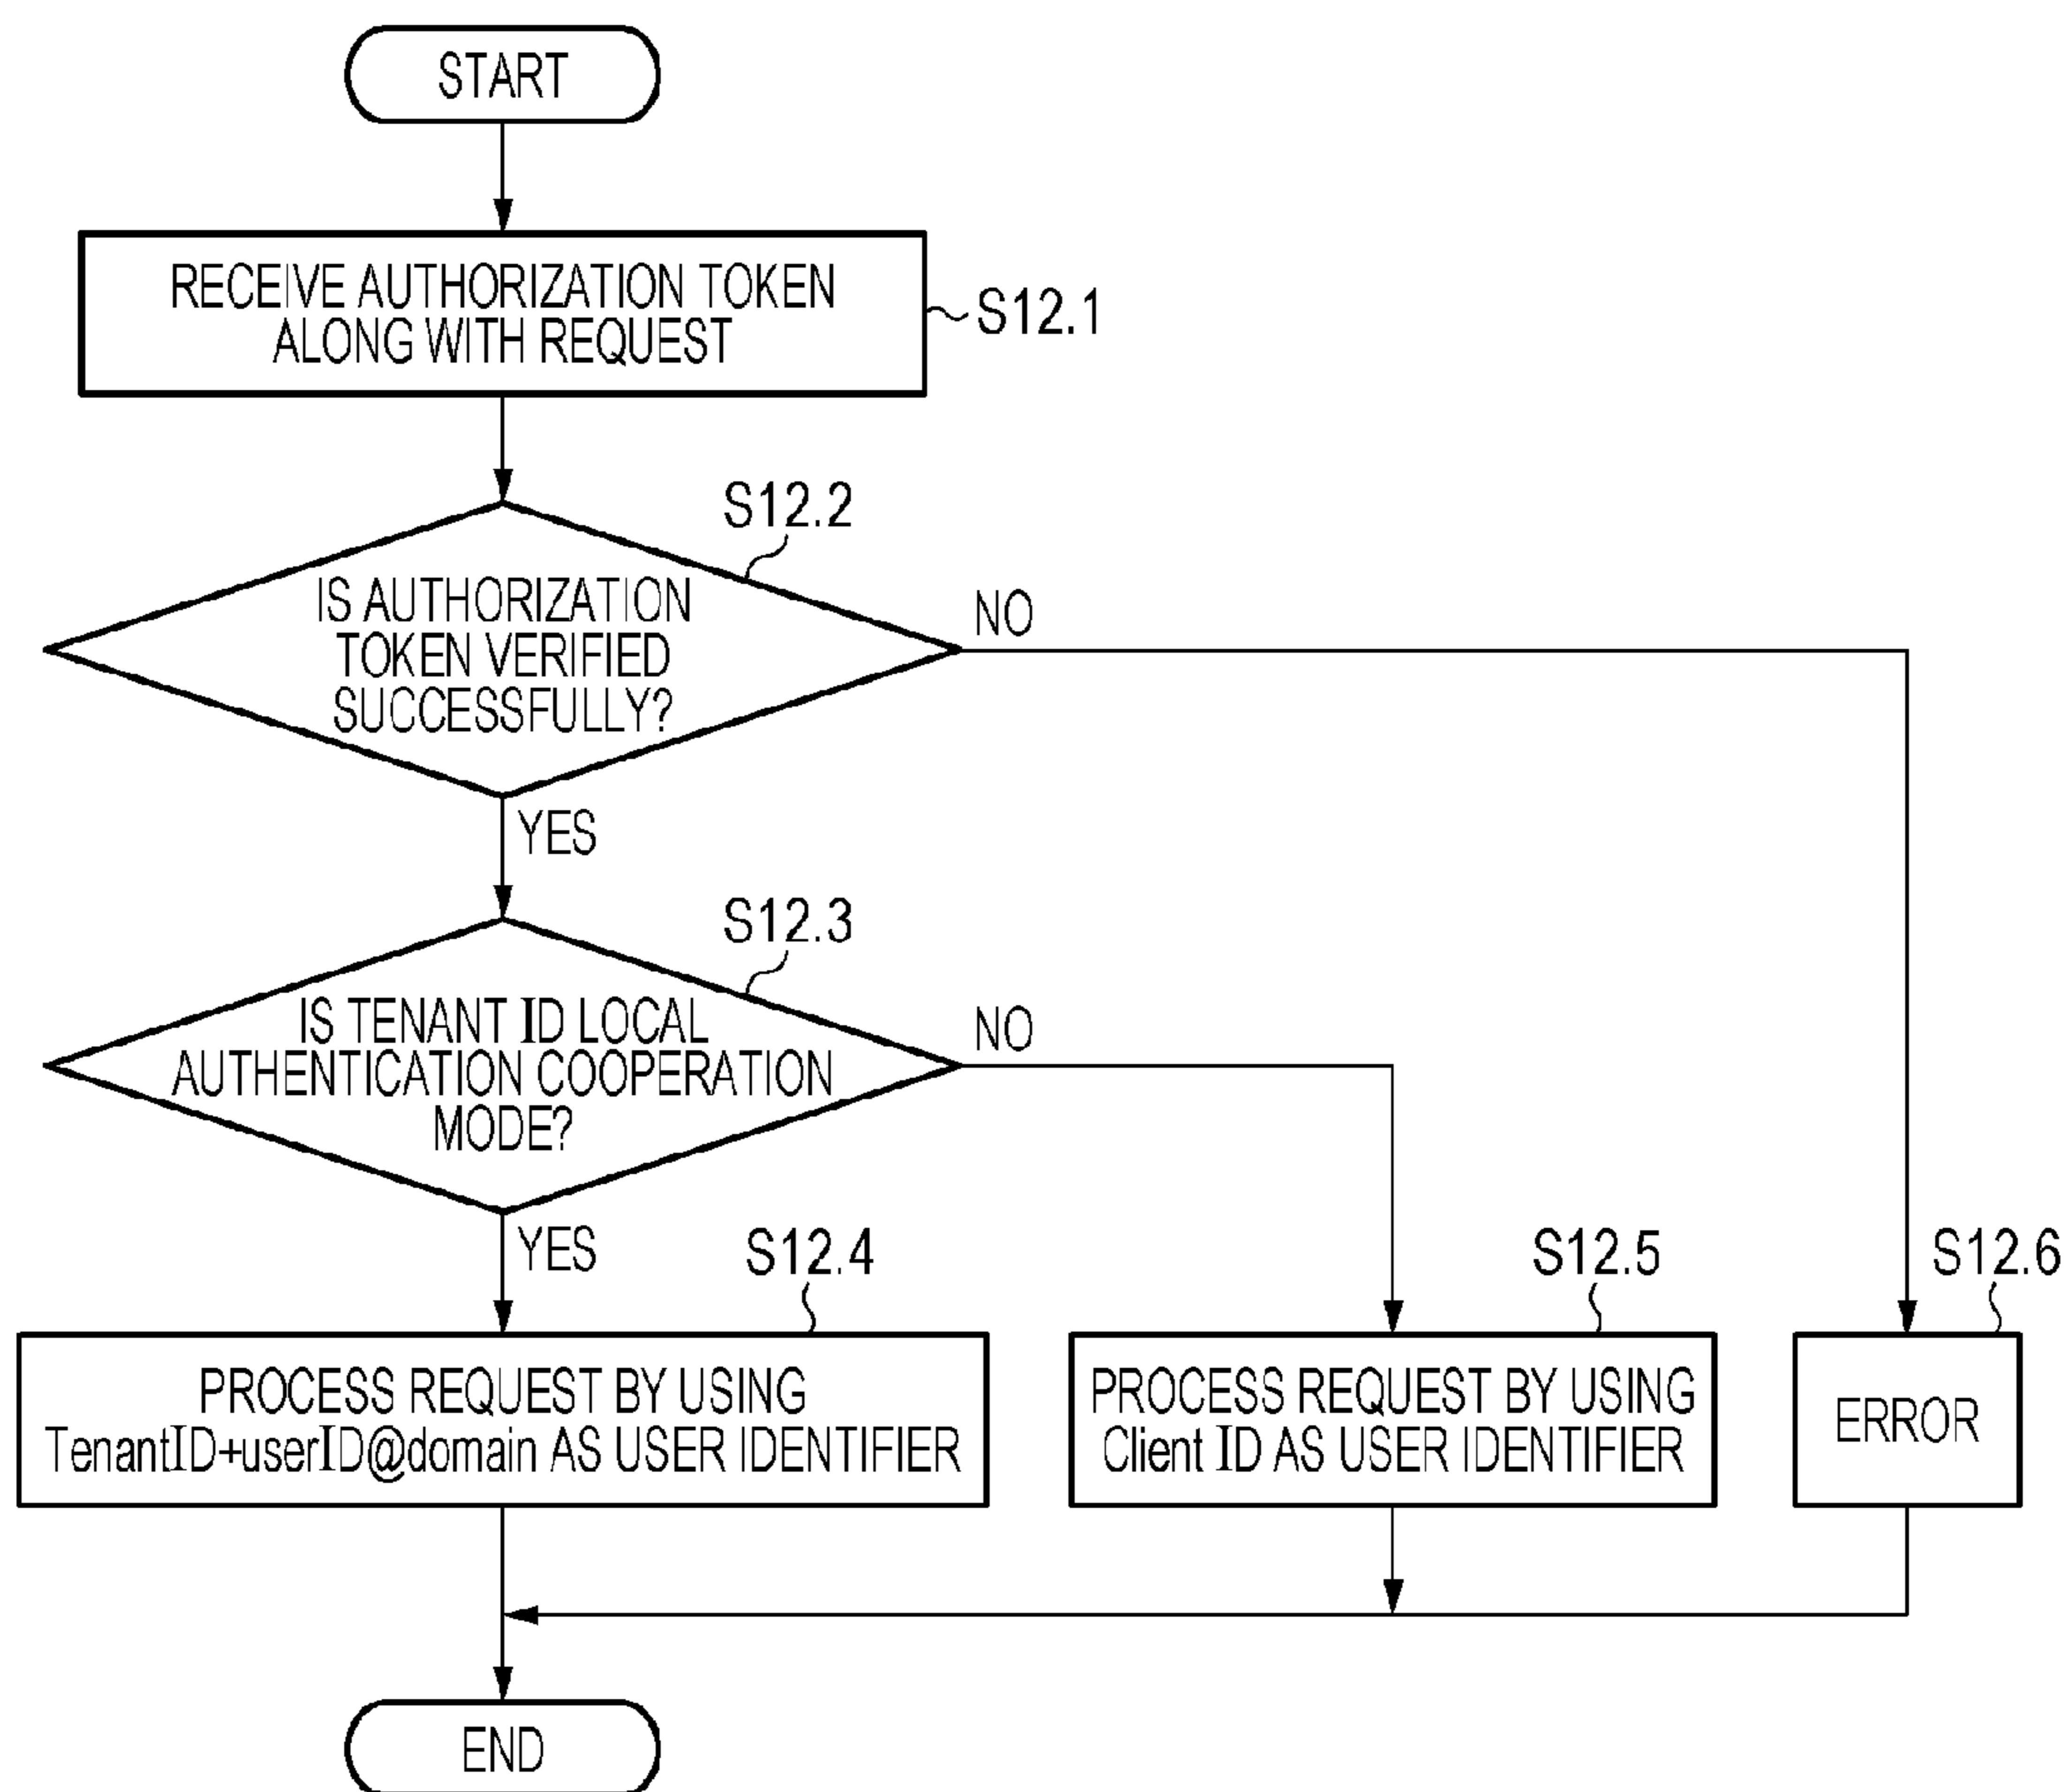 START
RECEIVE AUTHORIZATION TOKEN
ALONG WITH REQUEST
S12.1
S12.2
IS AUTHORIZATION
TOKEN VERIFIED
SUCCESSFULLY?
NO
YES
S12.3
IS TENANT ID LOCAL
AUTHENTICATION COOPERATION
MODE?
NO
YES
S12.4
PROCESS REQUEST BY USING
TenantID+userID@domain AS USER IDENTIFIER
S12.5
PROCESS REQUEST BY USING
Client ID AS USER IDENTIFIER
S12.6
ERROR
END